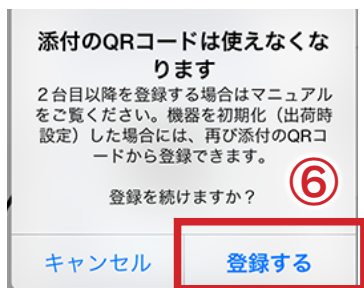 添付のQRコードは使えなくな
ります
2台目以降を登録する場合はマニュアル
をご覧ください。機器を初期化（出荷時
設定）した場合には、再び添付のQRコ
ードから登録できます。
登録を続けますか？
⑥
キャンセル
登録する